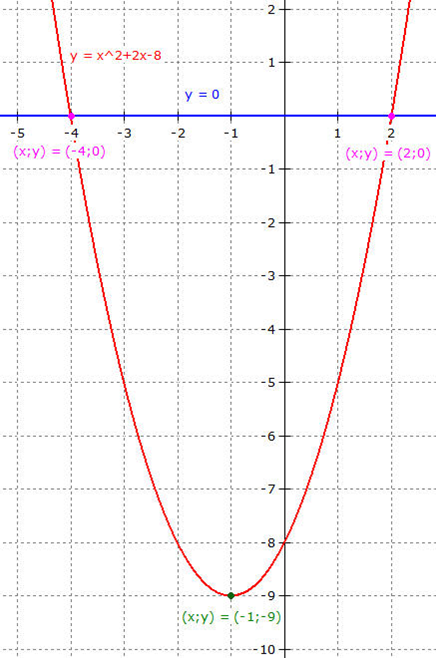 2
y = x^2+2x-8
1
y = 0
-5 -4 -3 -2 -1 1 2
(x;y) = (-4;0) (x;y) = (2;0)
-1
-2
-3
-4
-5
-6
-7
-8
-9
(x;y) = (-1;-9)
-10